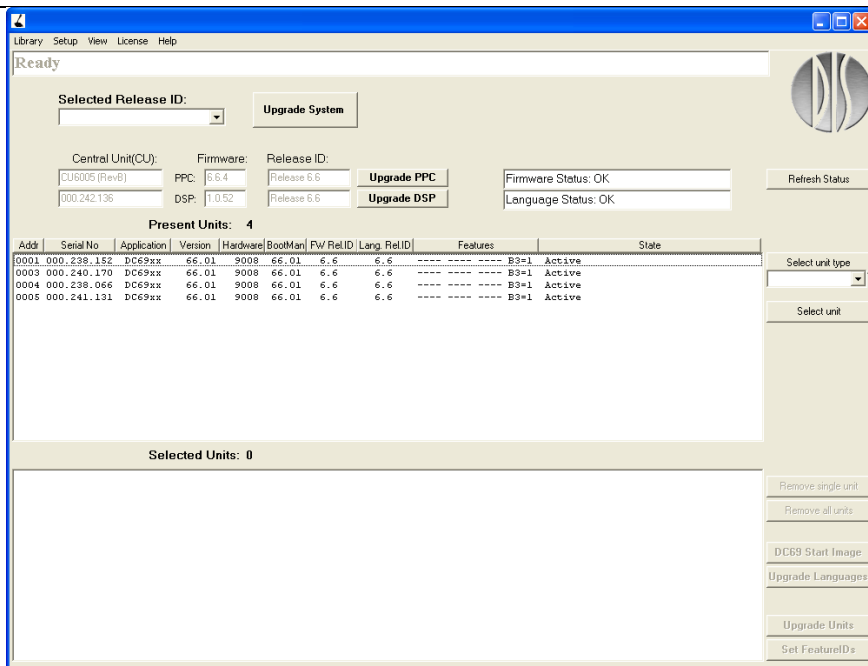 Library Setup View License Help
Ready
Selected Release ID:
Upgrade System
Central Unit(CU): Firmware: Release ID:
CU6005 (RevB) PPC: 6.6.4 Release 6.6 Upgrade PPC Firmware Status: OK Refresh Status
000.242.136 DSP: 1.0.52 Release 6.6 Upgrade DSP Language Status: OK
Present Units: 4
Addr Serial No Application Version Hardware BootMan FW Rel.ID Lang. Rel.ID Features State
0001 000.238.152 DC69xx 66.01 9008 66.01 6.6 6.6 ---- ---- ---- B3=1 Active
0003 000.240.170 DC69xx 66.01 9008 66.01 6.6 6.6 ---- ---- ---- B3=1 Active
0004 000.238.066 DC69xx 66.01 9008 66.01 6.6 6.6 ---- ---- ---- B3=1 Active
0005 000.241.131 DC69xx 66.01 9008 66.01 6.6 6.6 ---- ---- ---- B3=1 Active
Select unit type
Select unit
Selected Units: 0
Remove single unit
Remove all units
DC69 Start Image
Upgrade Languages
Upgrade Units
Set FeatureIDs
DIS